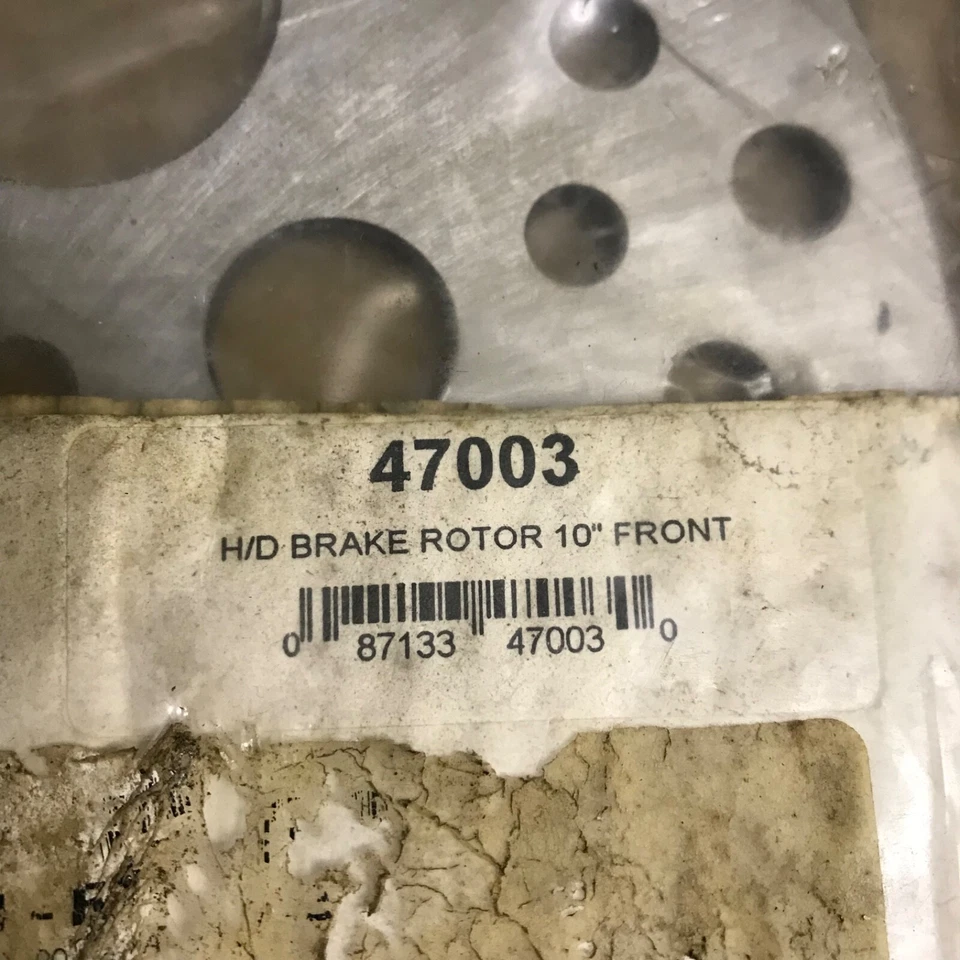 47003
H/D BRAKE ROTOR 10" FRONT
0 87133 47003 0